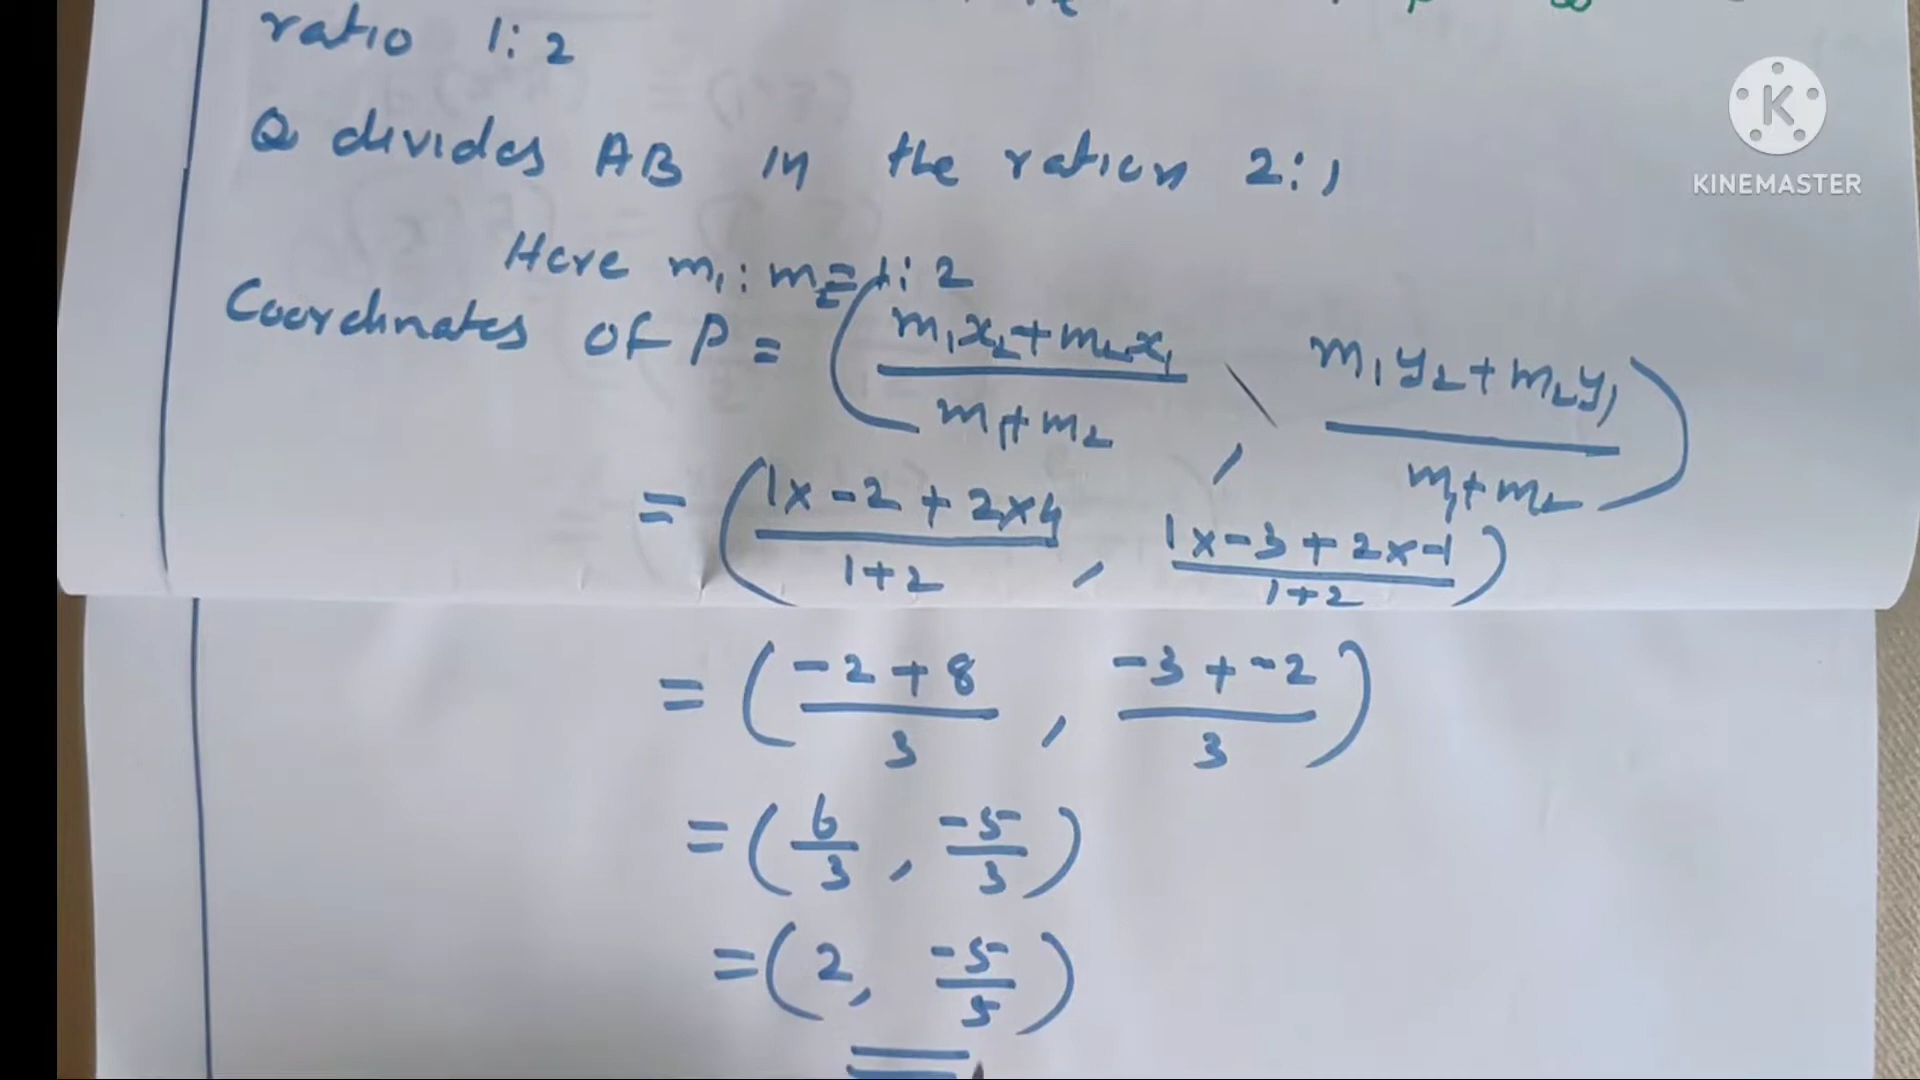 ratio 1:2
Q divides AB in the ration 2:1
Here m₁ : m₂ = 1:2
Coordinates of P = ( m₁x₂ + m₂x₁ / m₁+m₂ , m₁y₂ + m₂y₁ / m₁+m₂ )
= ( 1x-2 + 2x4 / 1+2 , 1x-3 + 2x-1 / 1+2 )
= ( -2+8 / 3 , -3+-2 / 3 )
= ( 6/3 , -5/3 )
= ( 2, -5/5 )
KINEMASTER